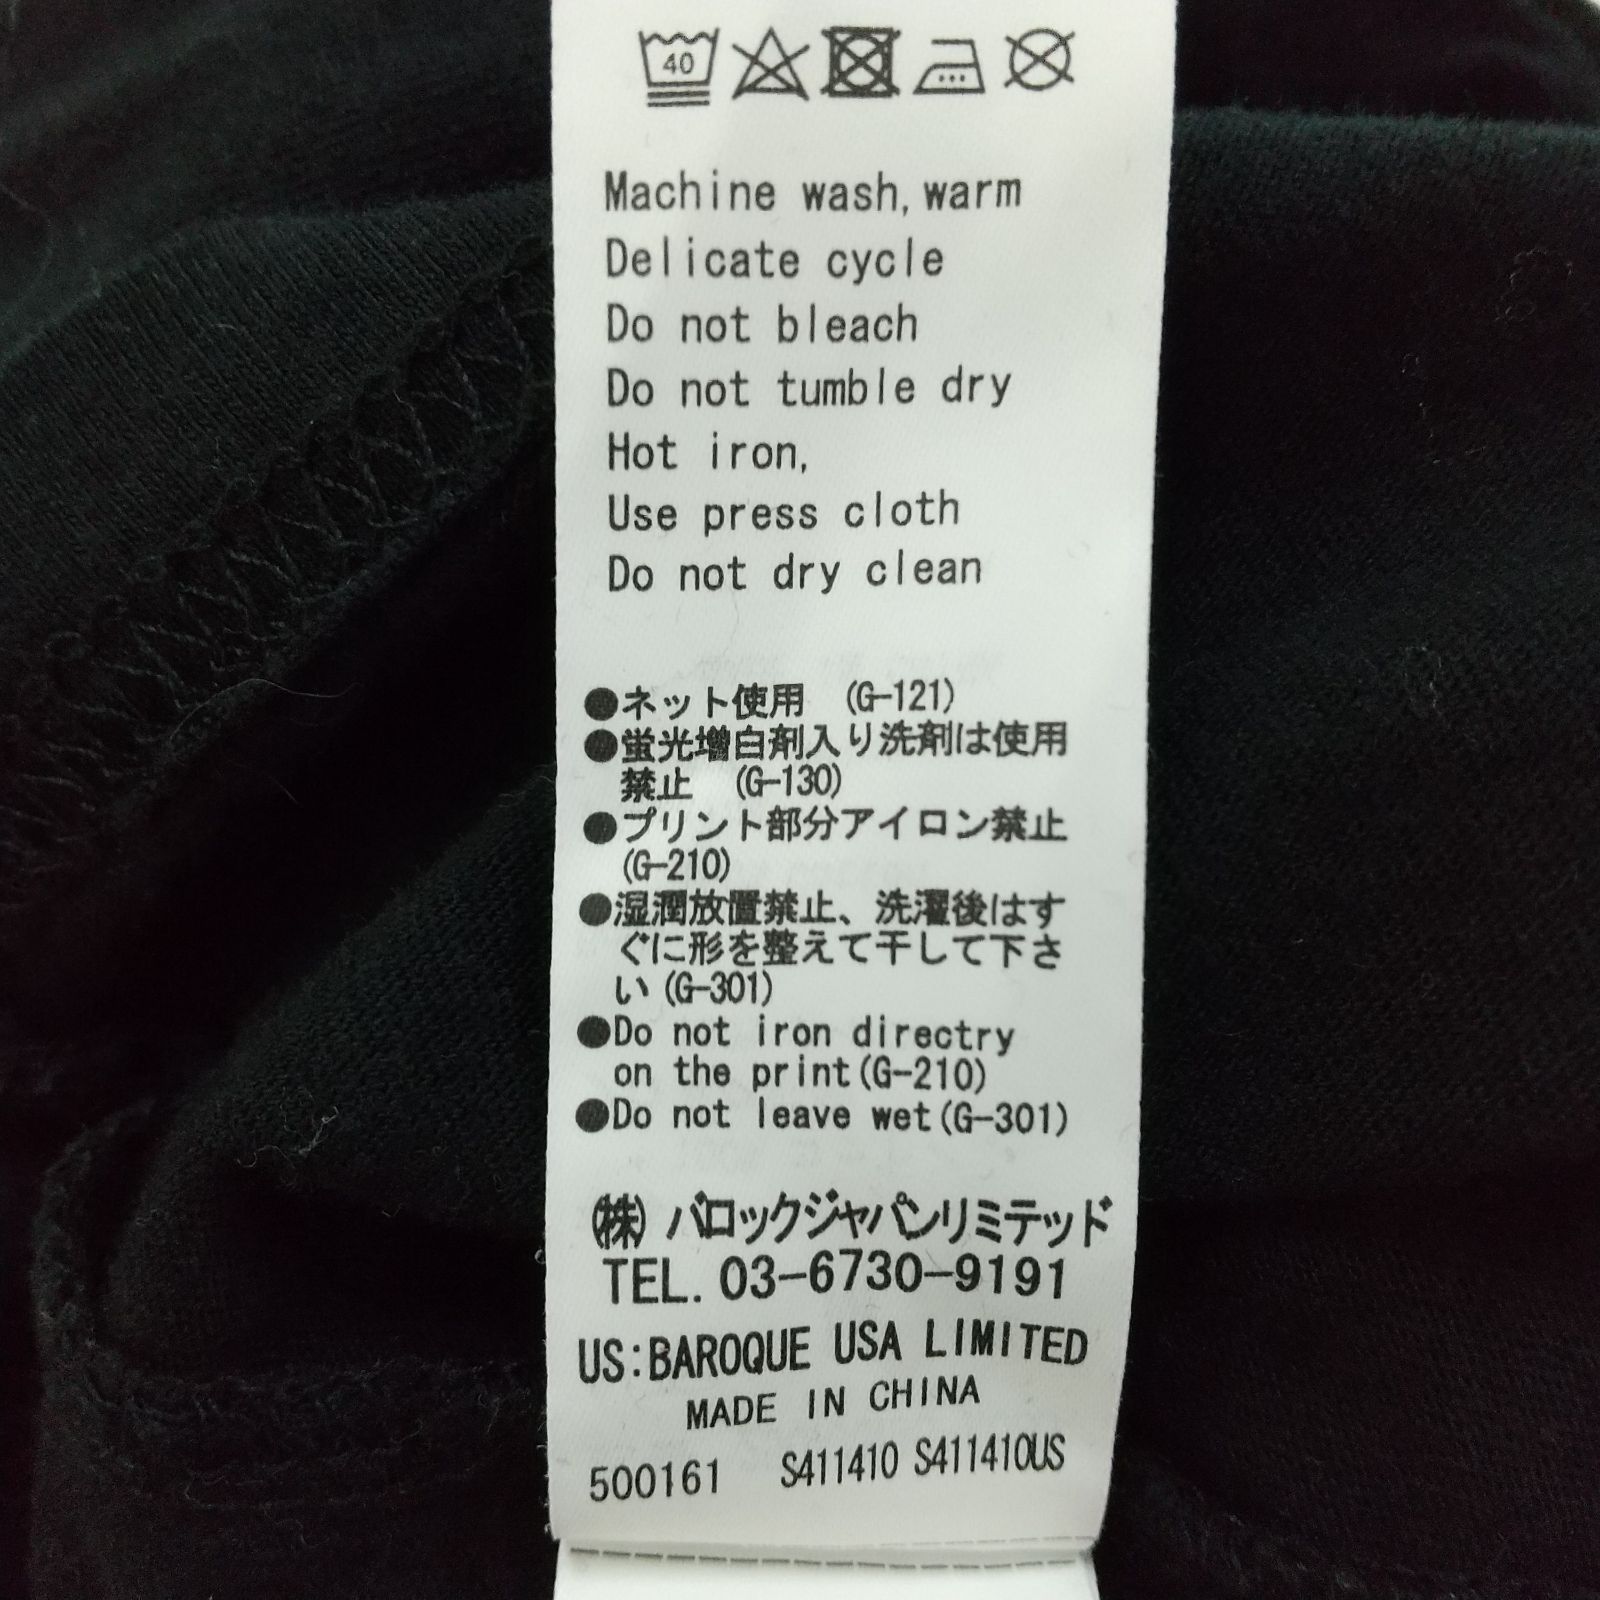 40
Machine wash, warm
Delicate cycle
Do not bleach
Do not tumble dry
Hot iron,
Use press cloth
Do not dry clean
●ネット使用 (G-121)
●蛍光増白剤入り洗剤は使用
禁止 (G-130)
●プリント部分アイロン禁止
(G-210)
●湿潤放置禁止、洗濯後はす
ぐに形を整えて干して下さ
い (G-301)
●Do not iron directry
on the print(G-210)
●Do not leave wet(G-301)
(株) バロックジャパンリミテッド
TEL. 03-6730-9191
US:BAROQUE USA LIMITED
MADE IN CHINA
500161 S411410 S411410US